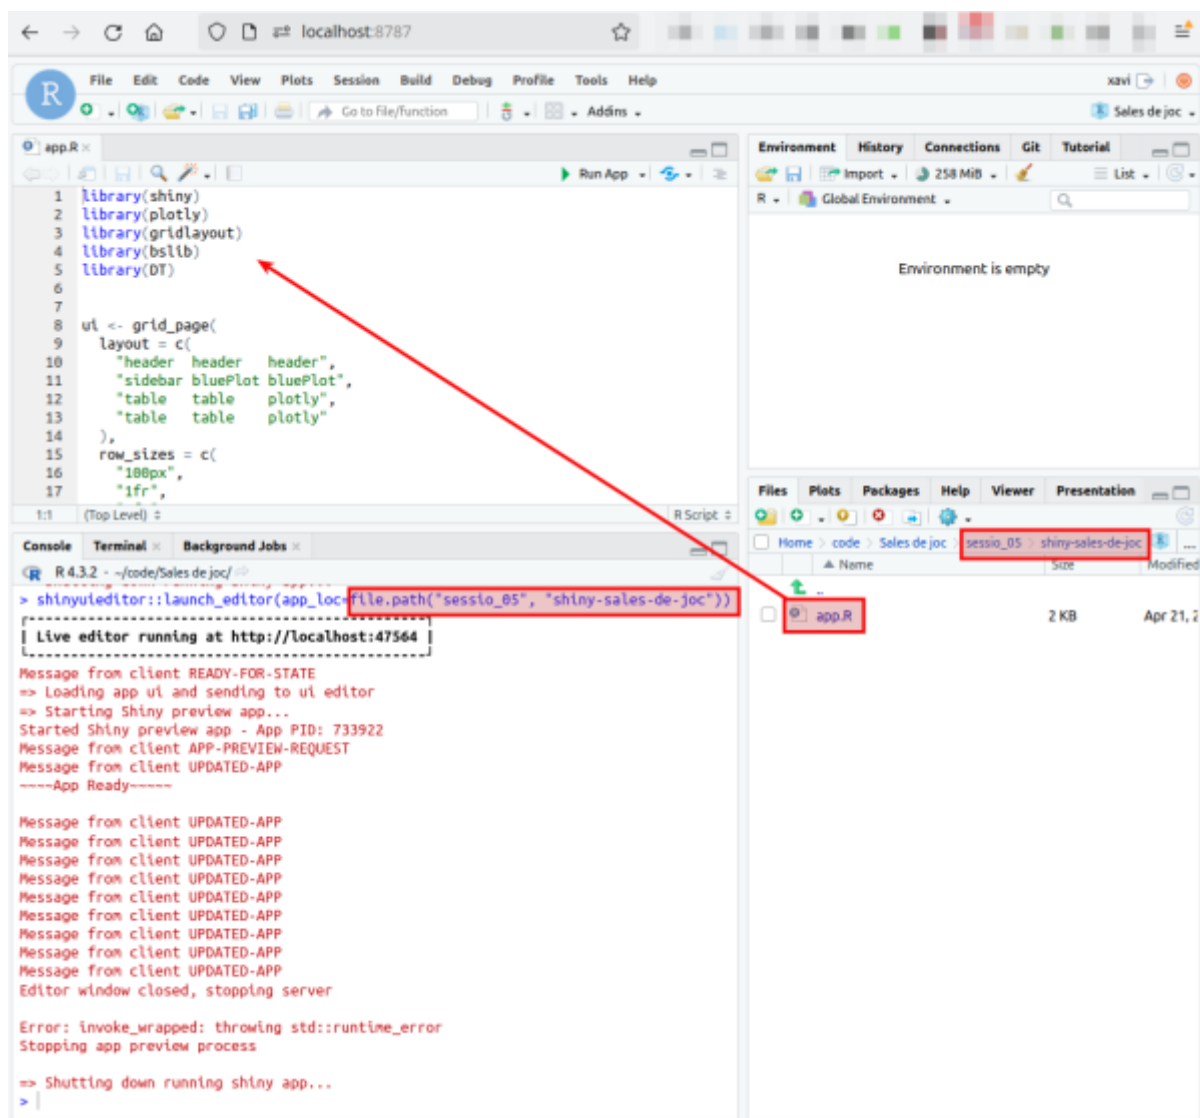 localhost:8787
R File Edit Code View Plots Session Build Debug Profile Tools Help xavi
Go to file/function Addins Sales de joc
app.R
Run App
1 library(shiny)
2 library(plotly)
3 library(gridlayout)
4 library(bslib)
5 library(DT)
6
7
8 ui <- grid_page(
9 layout = c(
10 "header header header",
11 "sidebar bluePlot bluePlot",
12 "table table plotly",
13 "table table plotly"
14 ),
15 row_sizes = c(
16 "100px",
17 "1fr",
1:1 (Top Level) R Script
Console Terminal Background Jobs
R 4.3.2 · ~/code/Sales de joc/
> shinyuieditor::launch_editor(app_loc=file.path("sessio_05", "shiny-sales-de-joc"))
Live editor running at http://localhost:47564
Message from client READY-FOR-STATE
=> Loading app ui and sending to ui editor
=> Starting Shiny preview app...
Started Shiny preview app - App PID: 733922
Message from client APP-PREVIEW-REQUEST
Message from client UPDATED-APP
~~~~App Ready~~~~~
Message from client UPDATED-APP
Message from client UPDATED-APP
Message from client UPDATED-APP
Message from client UPDATED-APP
Message from client UPDATED-APP
Message from client UPDATED-APP
Message from client UPDATED-APP
Message from client UPDATED-APP
Message from client UPDATED-APP
Editor window closed, stopping server
Error: invoke_wrapped: throwing std::runtime_error
Stopping app preview process
=> Shutting down running shiny app...
>
Environment History Connections Git Tutorial
Import 258 MiB List
R Global Environment
Environment is empty
Files Plots Packages Help Viewer Presentation
Home code Sales de joc sessio_05 shiny-sales-de-joc ...
Name Size Modified
..
app.R 2 KB Apr 21, 2